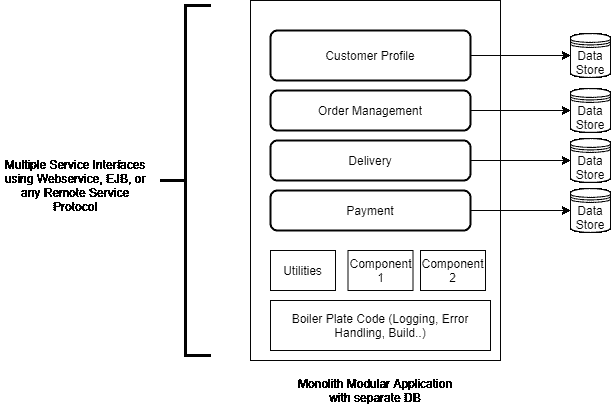 Customer Profile
Data
Store
Order Management
Data
Store
Multiple Service Interfaces
using Webservice, EJB, or
any Remote Service
Protocol
Delivery
Data
Store
Payment
Data
Store
Utilities
Component
1
Component
2
Boiler Plate Code (Logging, Error
Handling, Build..)
Monolith Modular Application
with separate DB